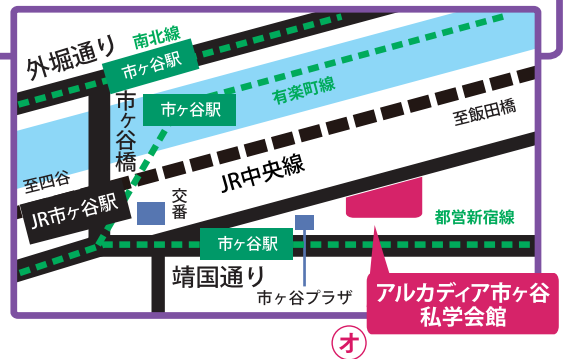 外堀通り
南北線
市ヶ谷駅
市ヶ谷橋
市ヶ谷駅
有楽町線
至飯田橋
至四谷
JR市ヶ谷駅
交番
JR中央線
都営新宿線
市ヶ谷駅
靖国通り
市ヶ谷プラザ
アルカディア市ヶ谷
私学会館
オ